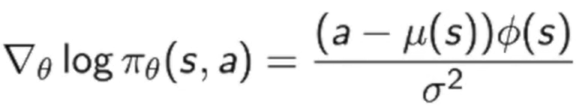 ∇θ log πθ(s, a) = (a − μ(s))ϕ(s) / σ²